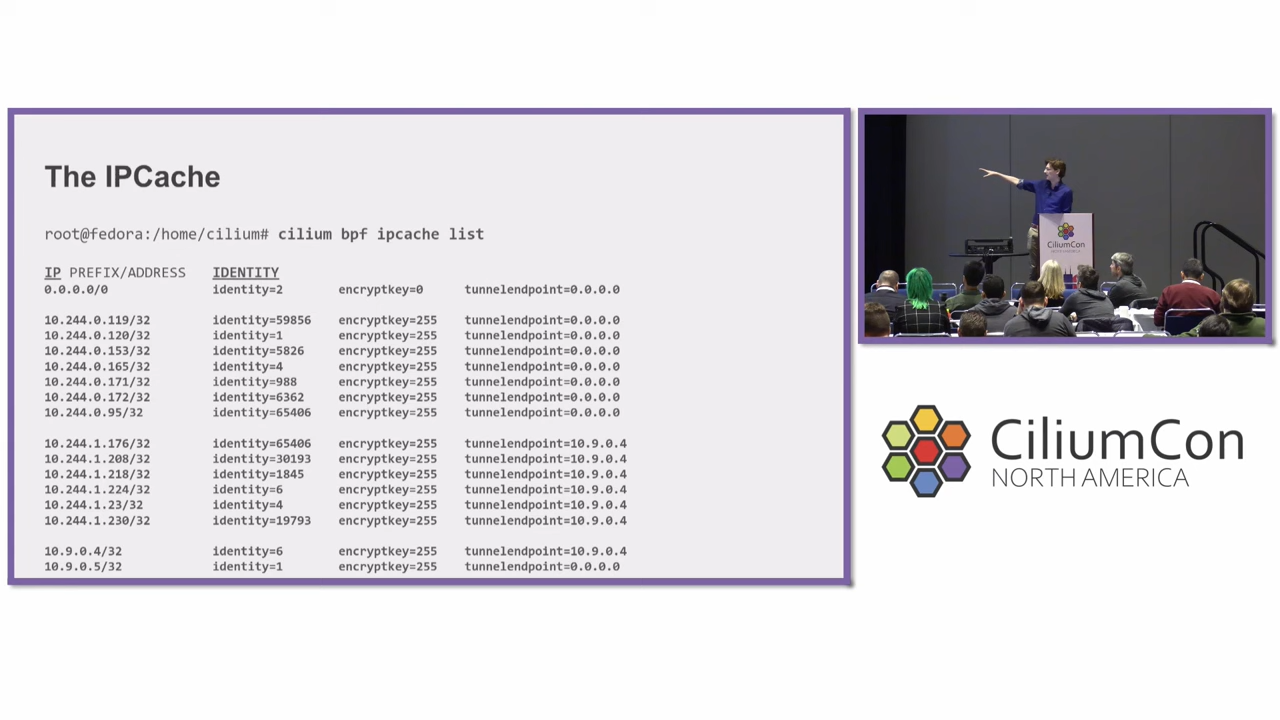 The IPCache
root@fedora:/home/cilium# cilium bpf ipcache list
IP PREFIX/ADDRESS IDENTITY
0.0.0.0/0 identity=2 encryptkey=0 tunnelendpoint=0.0.0.0
10.244.0.119/32 identity=59856 encryptkey=255 tunnelendpoint=0.0.0.0
10.244.0.120/32 identity=1 encryptkey=255 tunnelendpoint=0.0.0.0
10.244.0.153/32 identity=5826 encryptkey=255 tunnelendpoint=0.0.0.0
10.244.0.165/32 identity=4 encryptkey=255 tunnelendpoint=0.0.0.0
10.244.0.171/32 identity=988 encryptkey=255 tunnelendpoint=0.0.0.0
10.244.0.172/32 identity=6362 encryptkey=255 tunnelendpoint=0.0.0.0
10.244.0.95/32 identity=65406 encryptkey=255 tunnelendpoint=0.0.0.0
10.244.1.176/32 identity=65406 encryptkey=255 tunnelendpoint=10.9.0.4
10.244.1.208/32 identity=30193 encryptkey=255 tunnelendpoint=10.9.0.4
10.244.1.218/32 identity=1845 encryptkey=255 tunnelendpoint=10.9.0.4
10.244.1.224/32 identity=6 encryptkey=255 tunnelendpoint=10.9.0.4
10.244.1.23/32 identity=4 encryptkey=255 tunnelendpoint=10.9.0.4
10.244.1.230/32 identity=19793 encryptkey=255 tunnelendpoint=10.9.0.4
10.9.0.4/32 identity=6 encryptkey=255 tunnelendpoint=10.9.0.4
10.9.0.5/32 identity=1 encryptkey=255 tunnelendpoint=0.0.0.0
CiliumCon
CiliumCon
NORTH AMERICA